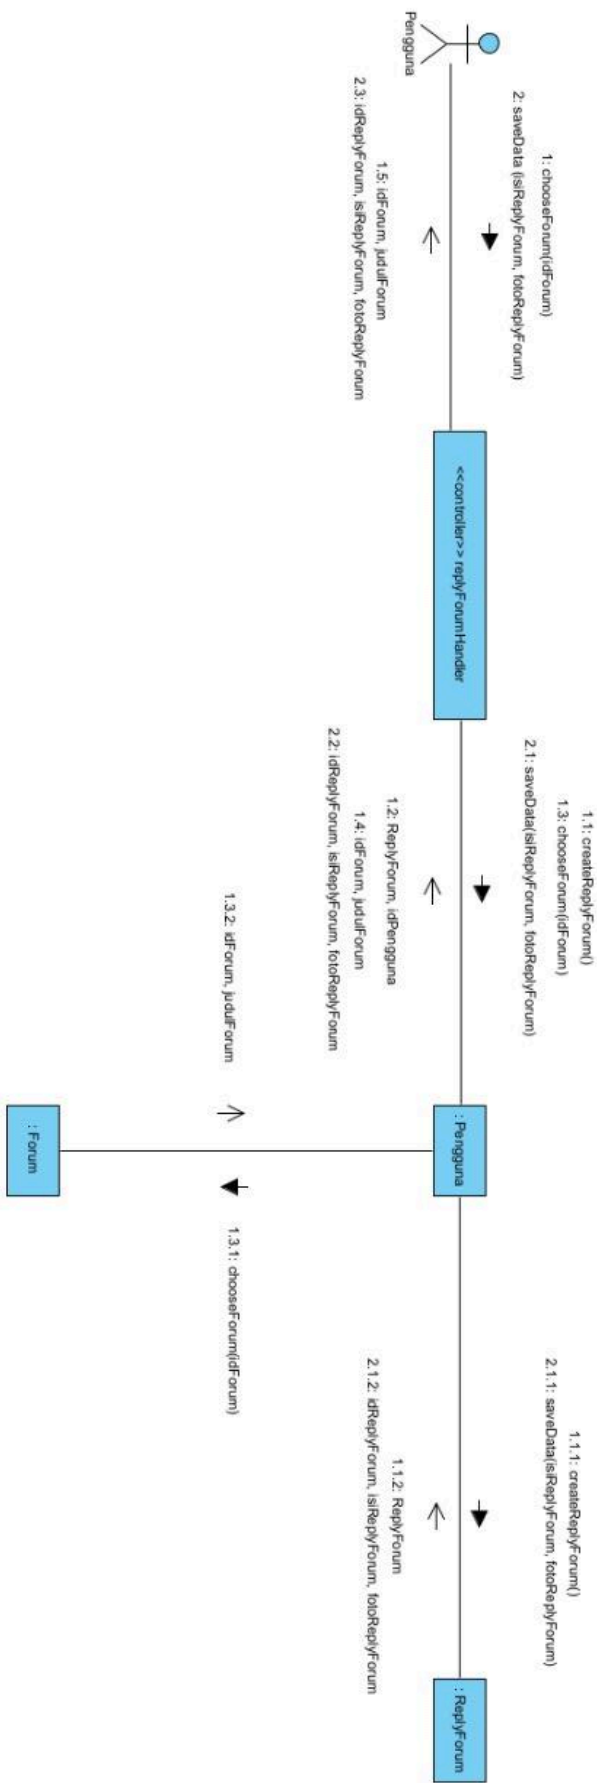 Pengguna
1: chooseForum(idForum)
2: saveData (isiReplyForum, fotoReplyForum)
1.5: idForum, judulForum
2.3: idReplyForum, isiReplyForum, fotoReplyForum
<<controller>> replyForumHandler
1.1: createReplyForum()
1.3: chooseForum(idForum)
2.1: saveData(isiReplyForum, fotoReplyForum)
1.2: ReplyForum, idPengguna
1.4: idForum, judulForum
2.2: idReplyForum, isiReplyForum, fotoReplyForum
: Pengguna
1.3.2: idForum, judulForum
1.3.1: chooseForum(idForum)
: Forum
1.1.1: createReplyForum()
2.1.1: saveData(isiReplyForum, fotoReplyForum)
1.1.2: ReplyForum
2.1.2: idReplyForum, isiReplyForum, fotoReplyForum
: ReplyForum